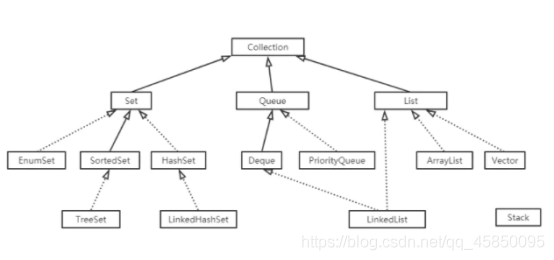 Collection
Set
Queue
List
EnumSet
SortedSet
HashSet
Deque
PriorityQueue
ArrayList
Vector
TreeSet
LinkedHashSet
LinkedList
Stack
https://blog.csdn.net/qq_45850095